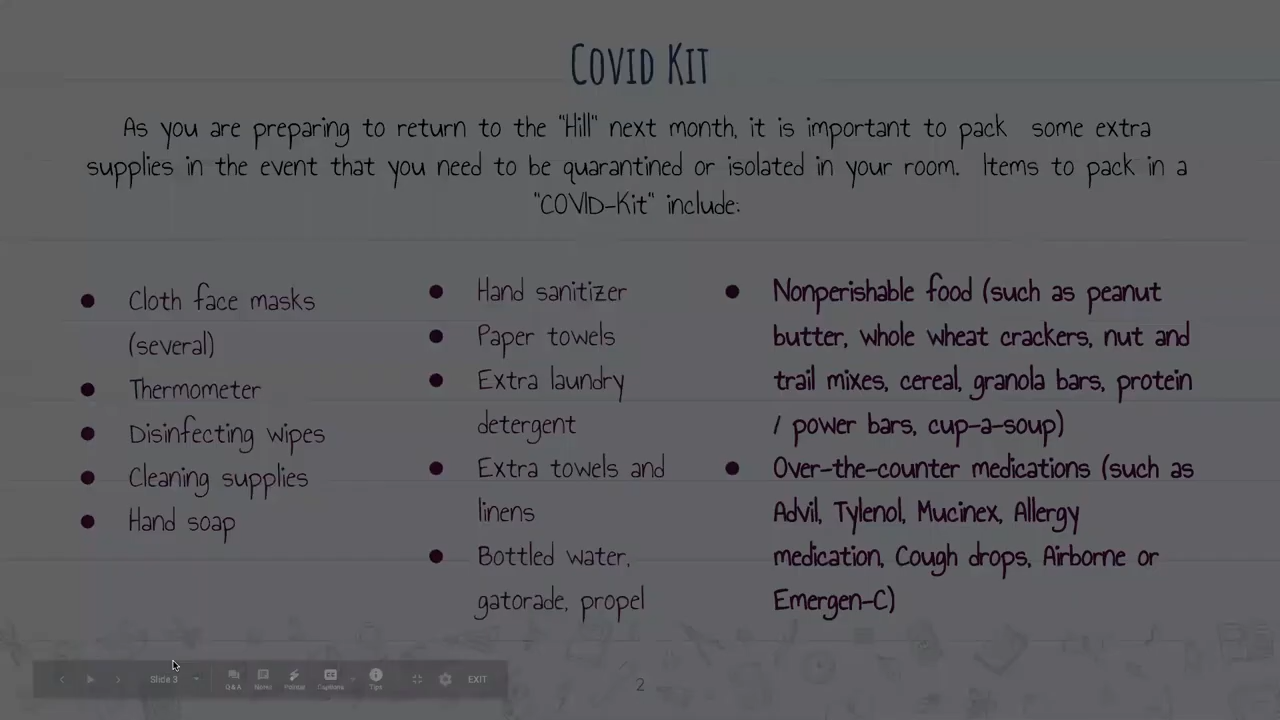 Covid Kit
As you are preparing to return to the "Hill" next month, it is important to pack some extra
supplies in the event that you need to be quarantined or isolated in your room. Items to pack in a
"COVID-Kit" include:
● Cloth face masks
(several)
● Thermometer
● Disinfecting wipes
● Cleaning supplies
● Hand soap
● Hand sanitizer
● Paper towels
● Extra laundry
detergent
● Extra towels and
linens
● Bottled water,
gatorade, propel
● Nonperishable food (such as peanut
butter, whole wheat crackers, nut and
trail mixes, cereal, granola bars, protein
/ power bars, cup-a-soup)
● Over-the-counter medications (such as
Advil, Tylenol, Mucinex, Allergy
medication, Cough drops, Airborne or
Emergen-C)
Slide 3
Q&A Notes Pointer Captions Tips EXIT
2